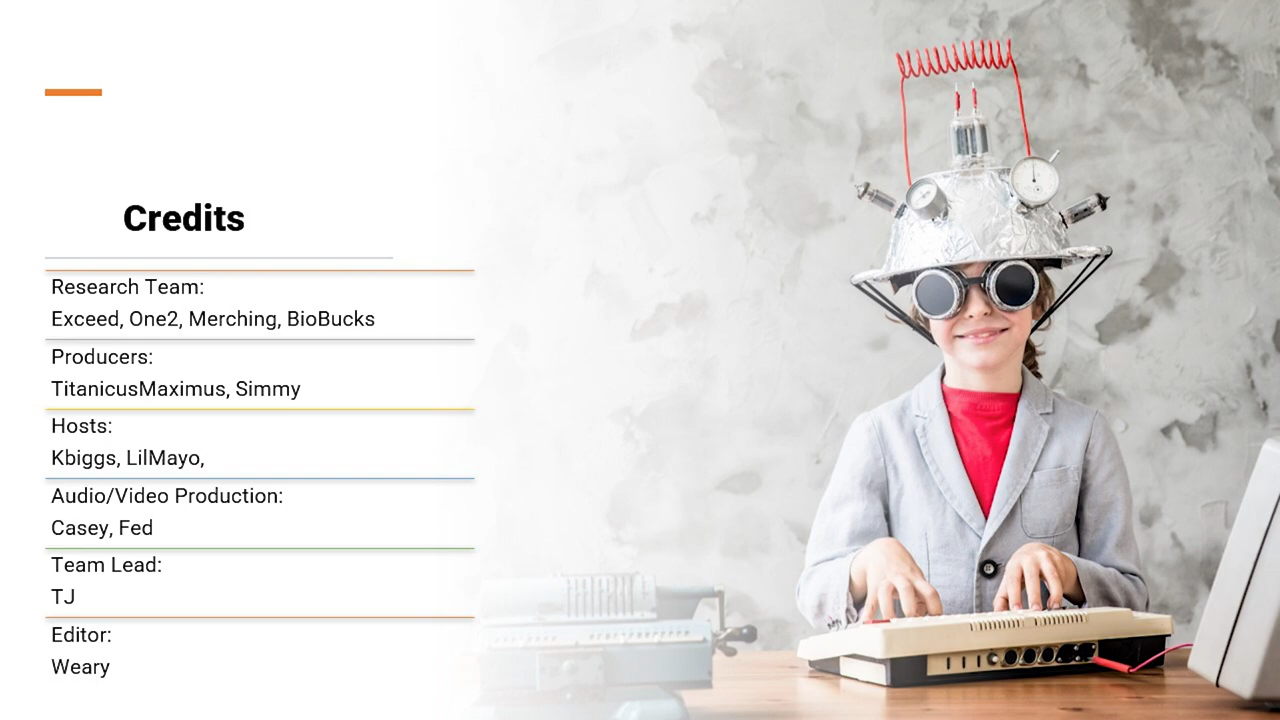 Credits
Research Team:
Exceed, One2, Merching, BioBucks
Producers:
TitanicusMaximus, Simmy
Hosts:
Kbiggs, LilMayo,
Audio/Video Production:
Casey, Fed
Team Lead:
TJ
Editor:
Weary